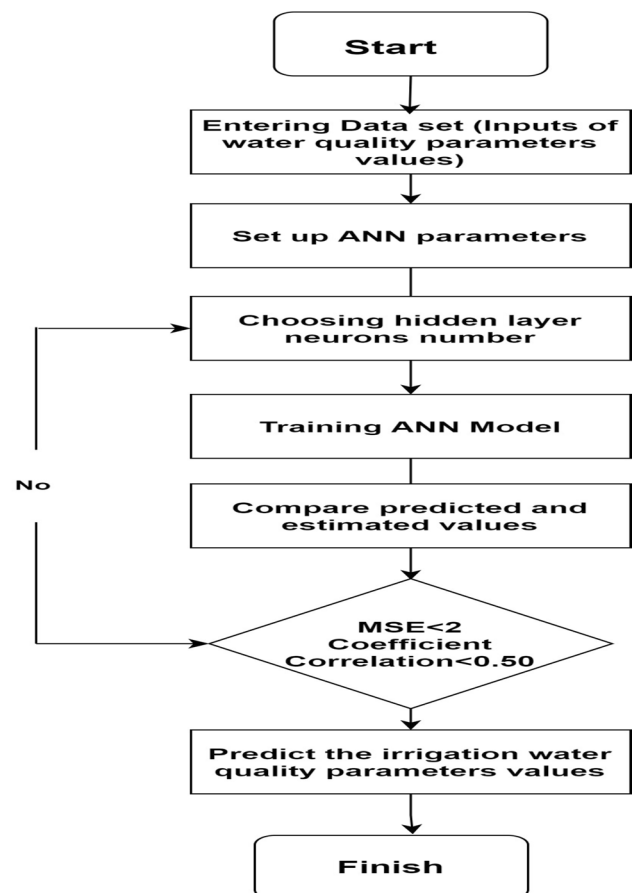 Start
Entering Data set (Inputs of
water quality parameters
values)
Set up ANN parameters
Choosing hidden layer
neurons number
Training ANN Model
No
Compare predicted and
estimated values
MSE<2
Coefficient
Correlation<0.50
Predict the irrigation water
quality parameters values
Finish